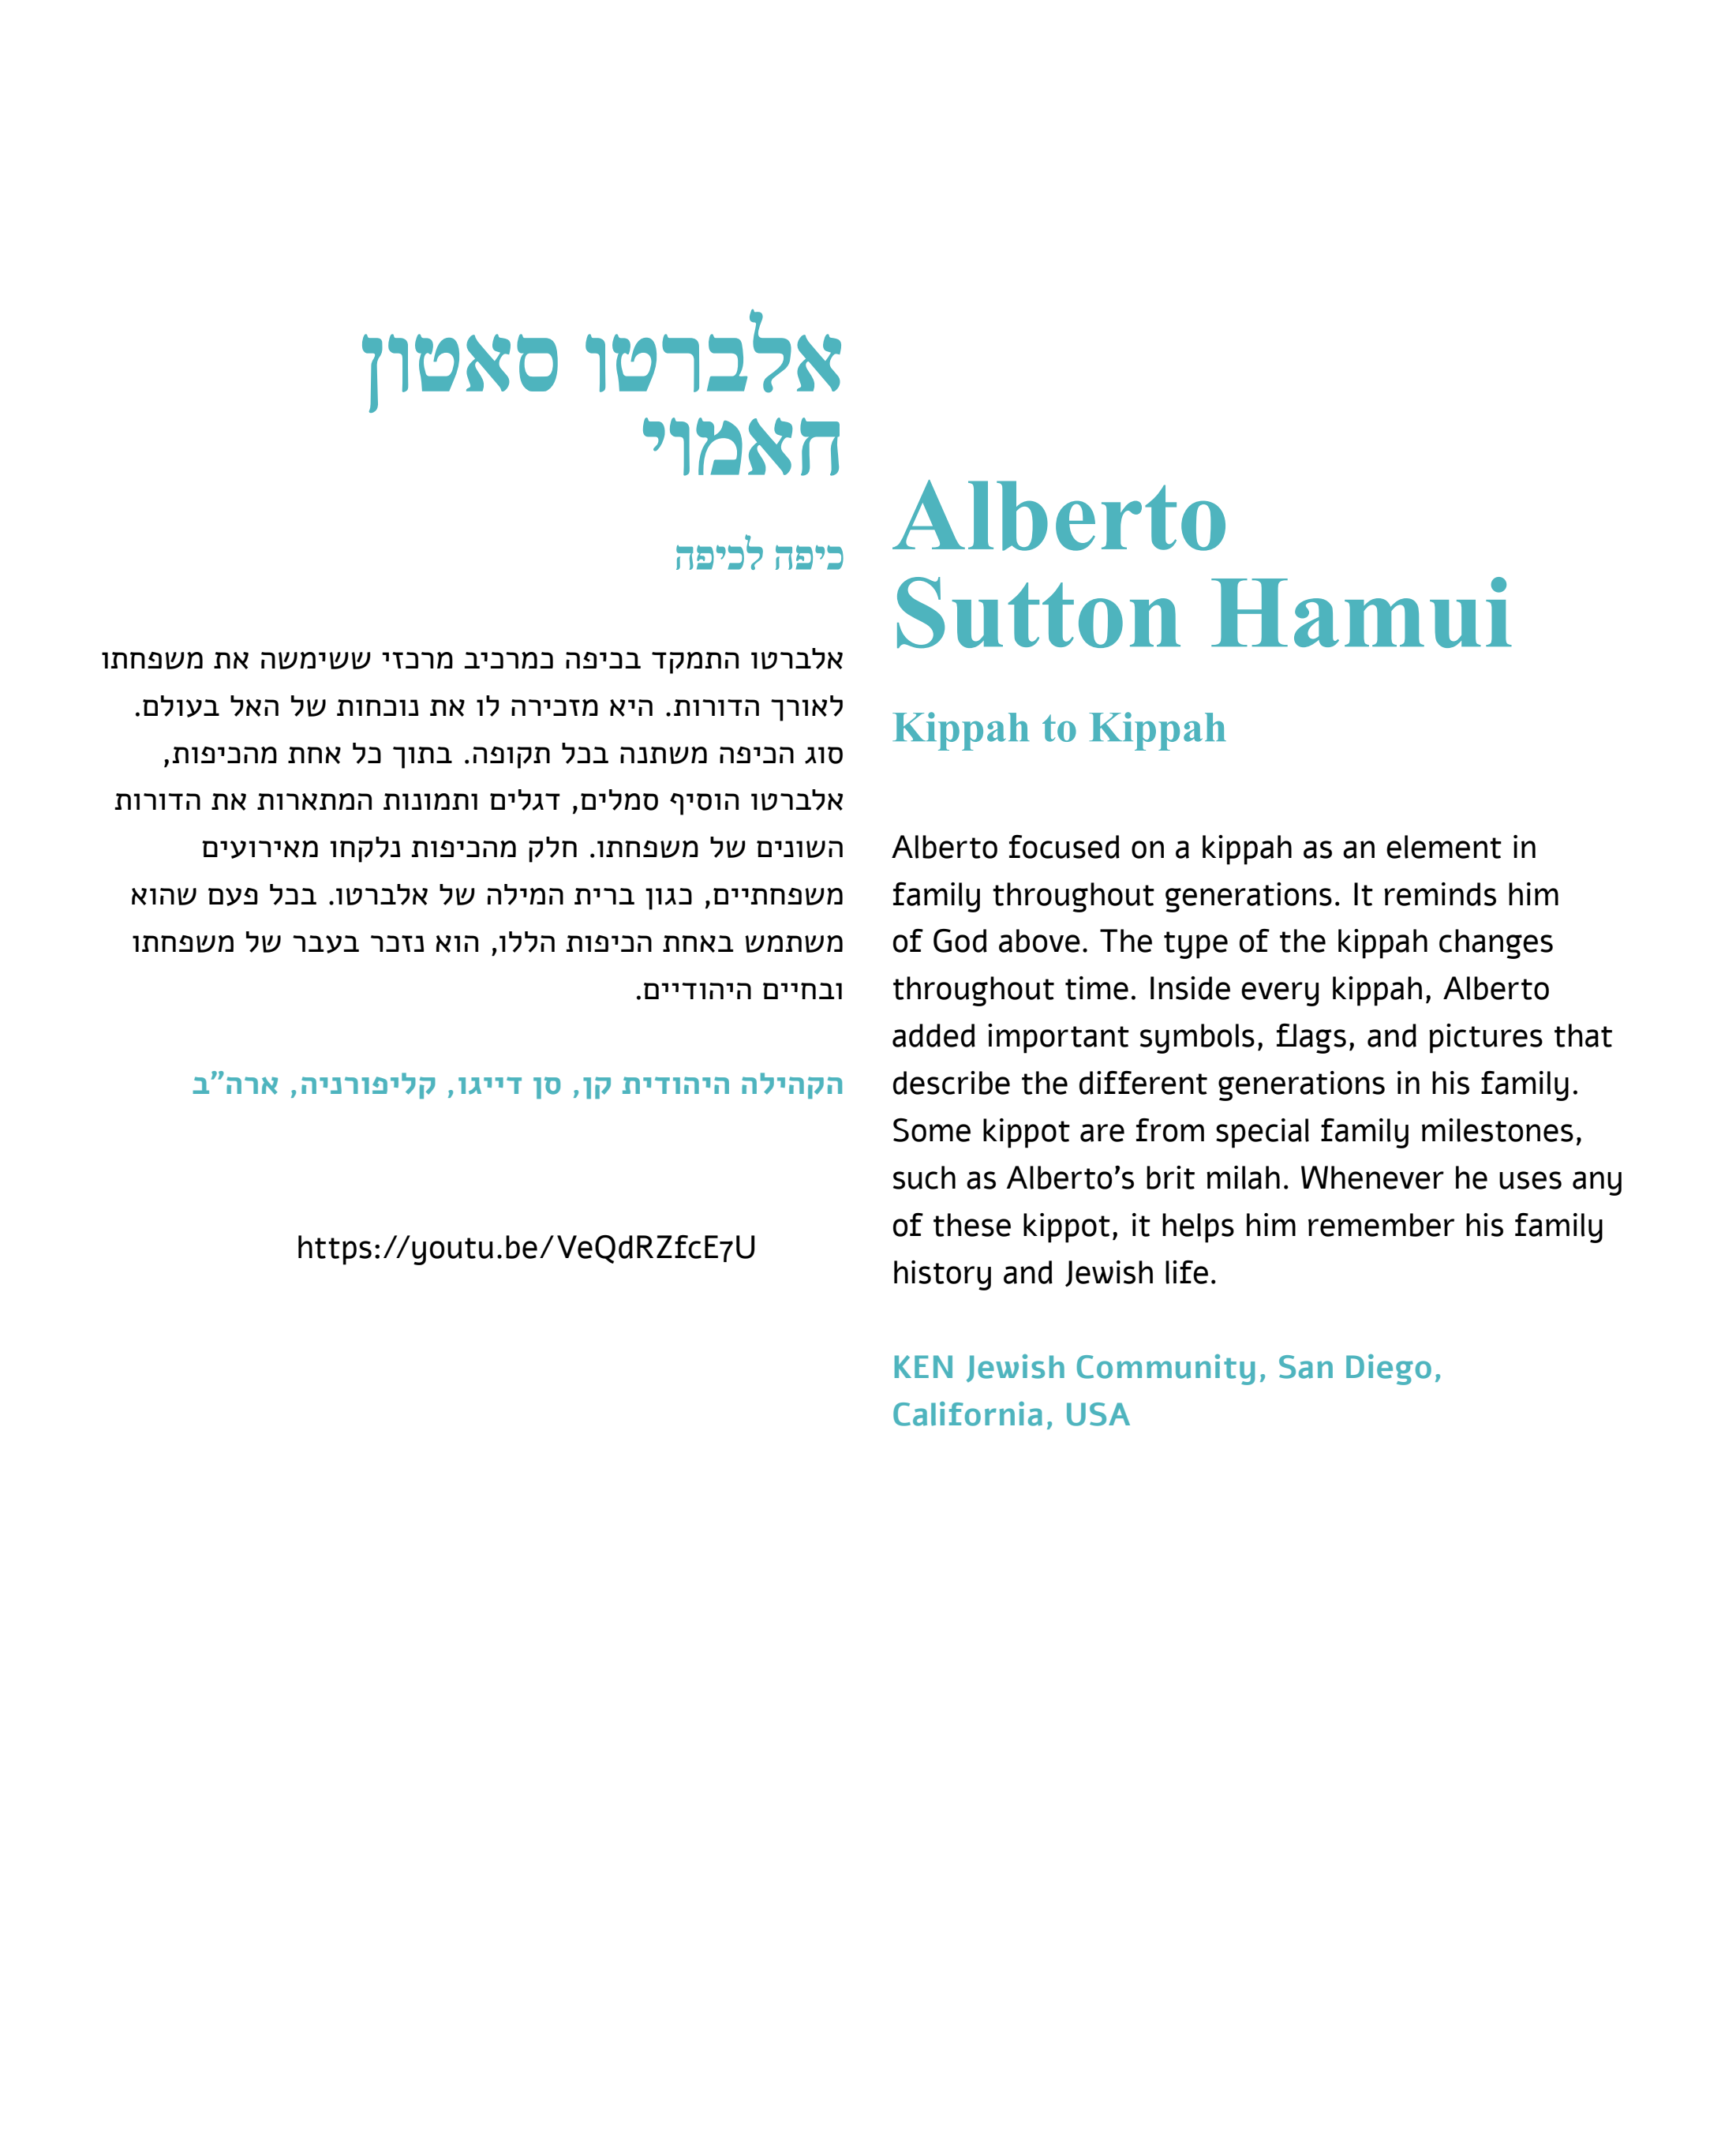 אלברטו סאטון
חאמוי
כיפה לכיפה
אלברטו התמקד בכיפה כמרכיב מרכזי ששימשה את משפחתו
לאורך הדורות. היא מזכירה לו את נוכחות של האל בעולם.
סוג הכיפה משתנה בכל תקופה. בתוך כל אחת מהכיפות,
אלברטו הוסיף סמלים, דגלים ותמונות המתארות את הדורות
השונים של משפחתו. חלק מהכיפות נלקחו מאירועים
משפחתיים, כגון ברית המילה של אלברטו. בכל פעם שהוא
משתמש באחת הכיפות הללו, הוא נזכר בעבר של משפחתו
ובחיים היהודיים.
הקהילה היהודית קן, סן דייגו, קליפורניה, ארה”ב
https://youtu.be/VeQdRZfcE7U
Alberto
Sutton Hamui
Kippah to Kippah
Alberto focused on a kippah as an element in
family throughout generations. It reminds him
of God above. The type of the kippah changes
throughout time. Inside every kippah, Alberto
added important symbols, flags, and pictures that
describe the different generations in his family.
Some kippot are from special family milestones,
such as Alberto’s brit milah. Whenever he uses any
of these kippot, it helps him remember his family
history and Jewish life.
KEN Jewish Community, San Diego,
California, USA